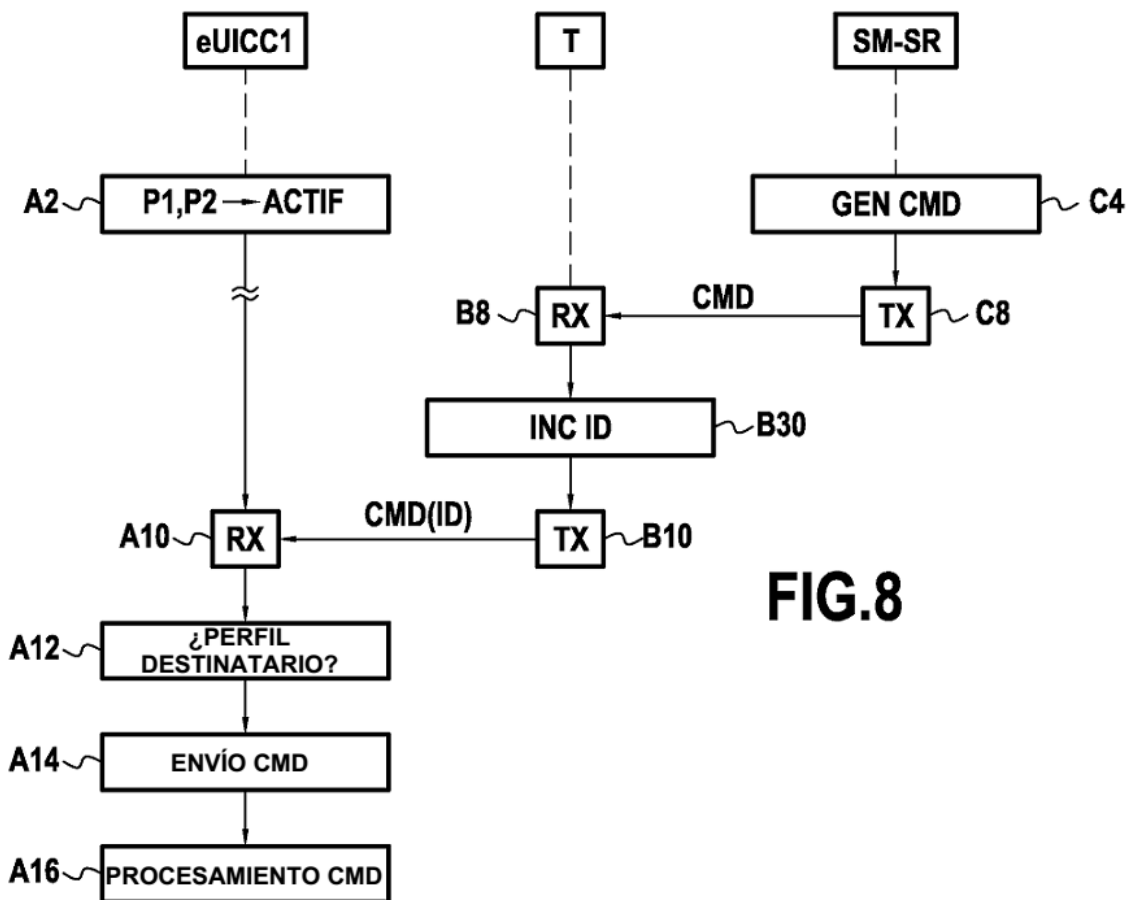 eUICC1
T
SM-SR
A2
P1,P2 → ACTIF
GEN CMD
C4
B8
RX
CMD
TX
C8
INC ID
B30
A10
RX
CMD(ID)
TX
B10
FIG.8
A12
¿PERFIL
DESTINATARIO?
A14
ENVÍO CMD
A16
PROCESAMIENTO CMD